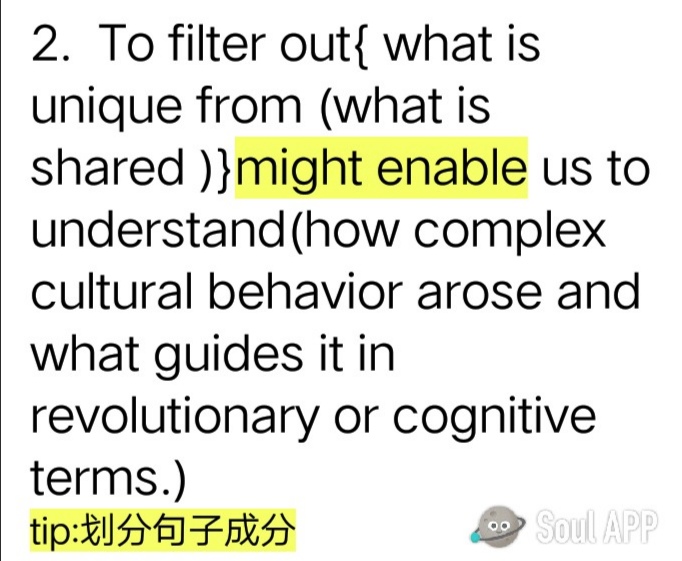 2. To filter out{ what is
unique from (what is
shared )}might enable us to
understand(how complex
cultural behavior arose and
what guides it in
revolutionary or cognitive
terms.)
tip:划分句子成分
Soul APP